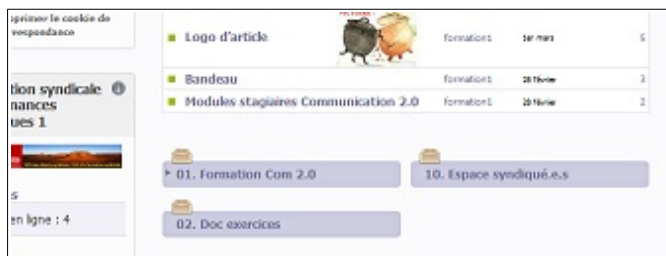 primer le cookie de
respondance
tion syndicale
nances
ques 1
s
en ligne : 4
Logo d'article formation1 1er mars 5
Bandeau formation1 28 février 3
Modules stagiaires Communication 2.0 formation1 28 février 2
01. Formation Com 2.0
10. Espace syndiqué.e.s
02. Doc exercices